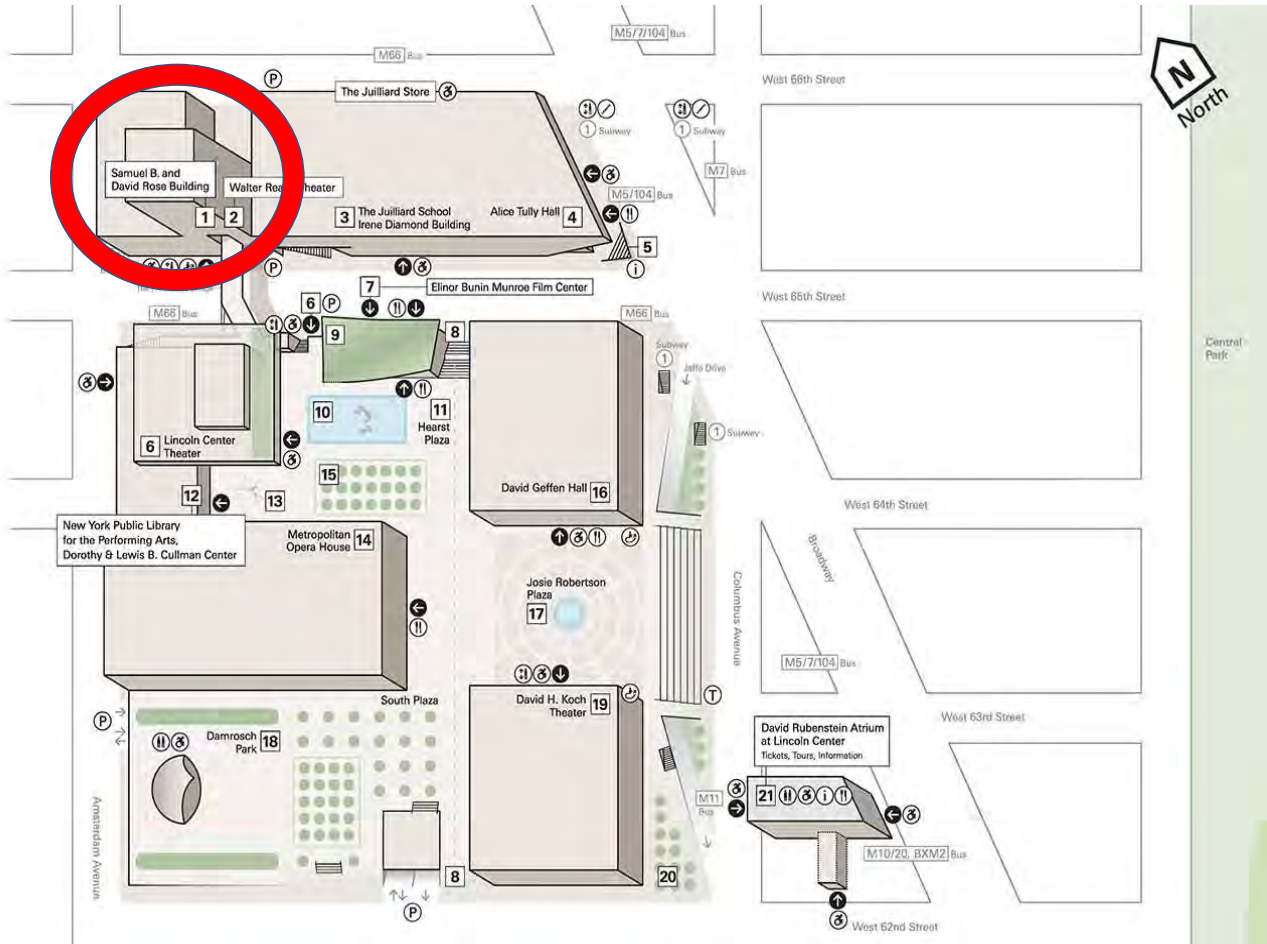 M5/7/104 Bus
M66 Bus
West 66th Street
N
North
P
The Juilliard Store
1 Subway
1 Subway
M7 Bus
Samuel B. and
David Rose Building
Walter Rea Theater
M5/104 Bus
1
2
3
The Juilliard School
Irene Diamond Building
Alice Tully Hall
4
5
P
i
7
Elinor Bunin Munroe Film Center
West 65th Street
6
P
M66 Bus
9
8
M66 Bus
Subway
1
Central
Park
Jaffe Drive
10
11
Hearst
Plaza
1 Subway
6
Lincoln Center
Theater
15
12
13
David Geffen Hall
16
West 64th Street
New York Public Library
for the Performing Arts,
Dorothy & Lewis B. Cullman Center
Metropolitan
Opera House
14
Broadway
Josie Robertson
Plaza
17
Columbus Avenue
M5/7/104 Bus
South Plaza
David H. Koch
Theater
19
T
P
Damrosch
Park
18
West 63rd Street
David Rubenstein Atrium
at Lincoln Center
Tickets, Tours, Information
21
i
M11
Bus
Amsterdam Avenue
M10/20, BXM2 Bus
8
20
P
West 62nd Street